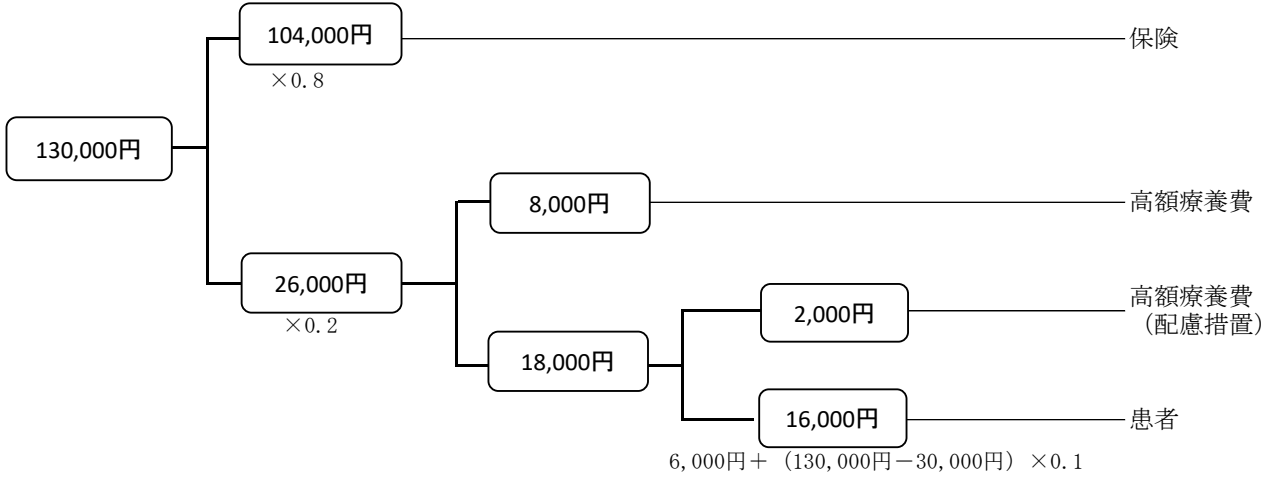 104,000円
保険
×0.8
130,000円
8,000円
高額療養費
26,000円
×0.2
2,000円
高額療養費
（配慮措置）
18,000円
16,000円
患者
6,000円＋（130,000円－30,000円）×0.1